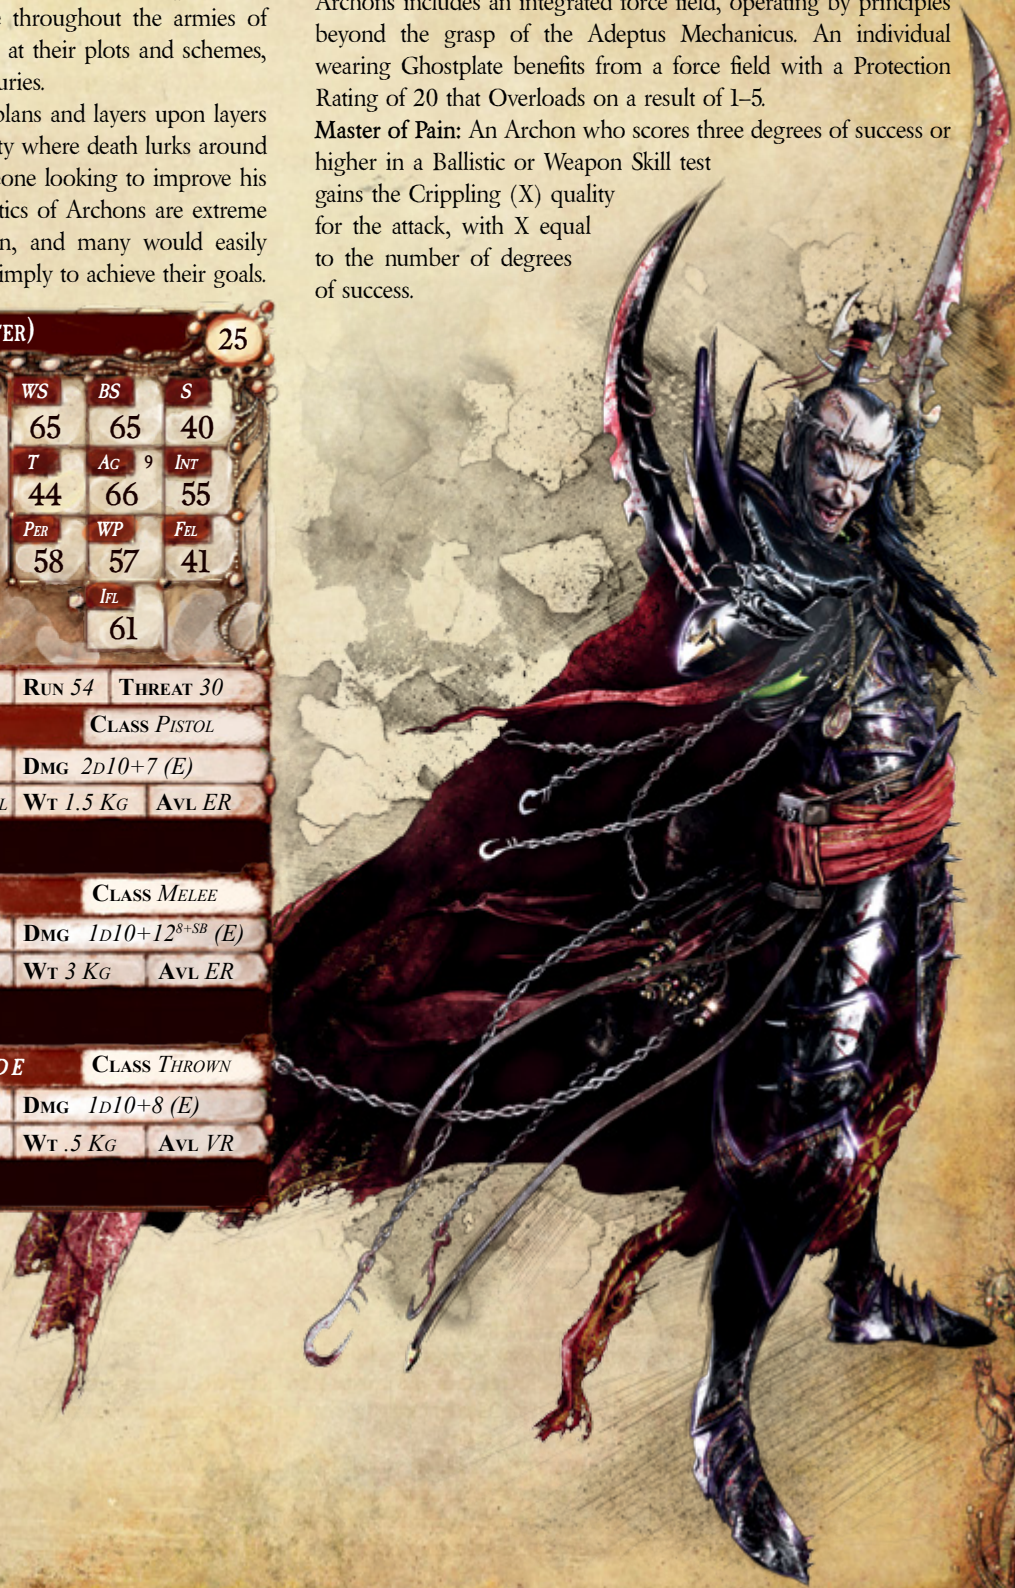 e throughout the armies of
at their plots and schemes,
uries.
plans and layers upon layers
ty where death lurks around
eone looking to improve his
tics of Archons are extreme
n, and many would easily
imply to achieve their goals.
TER)
25
WS BS S
65 65 40
T AG 9 INT
44 66 55
PER WP FEL
58 57 41
IFL
61
RUN 54 THREAT 30
CLASS PISTOL
DMG 2D10+7 (E)
L WT 1.5 KG AVL ER
CLASS MELEE
DMG 1D10+12 8+SB (E)
WT 3 KG AVL ER
DE CLASS THROWN
DMG 1D10+8 (E)
WT .5 KG AVL VR
Archons includes an integrated force field, operating by principles
beyond the grasp of the Adeptus Mechanicus. An individual
wearing Ghostplate benefits from a force field with a Protection
Rating of 20 that Overloads on a result of 1–5.
Master of Pain: An Archon who scores three degrees of success or
higher in a Ballistic or Weapon Skill test
gains the Crippling (X) quality
for the attack, with X equal
to the number of degrees
of success.